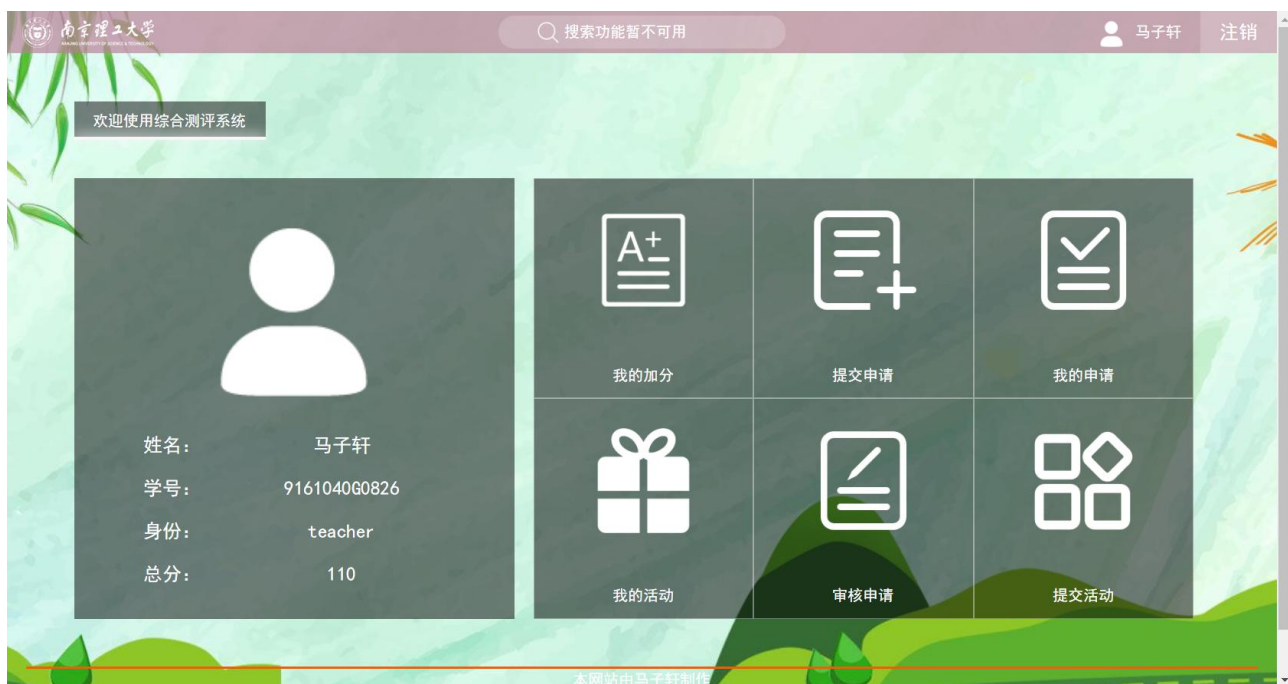 南京理工大学
搜索功能暂不可用
马子轩
注销
欢迎使用综合测评系统
姓名： 马子轩
学号： 9161040G0826
身份： teacher
总分： 110
A+
我的加分
提交申请
我的申请
我的活动
审核申请
提交活动
本网站由马子轩制作